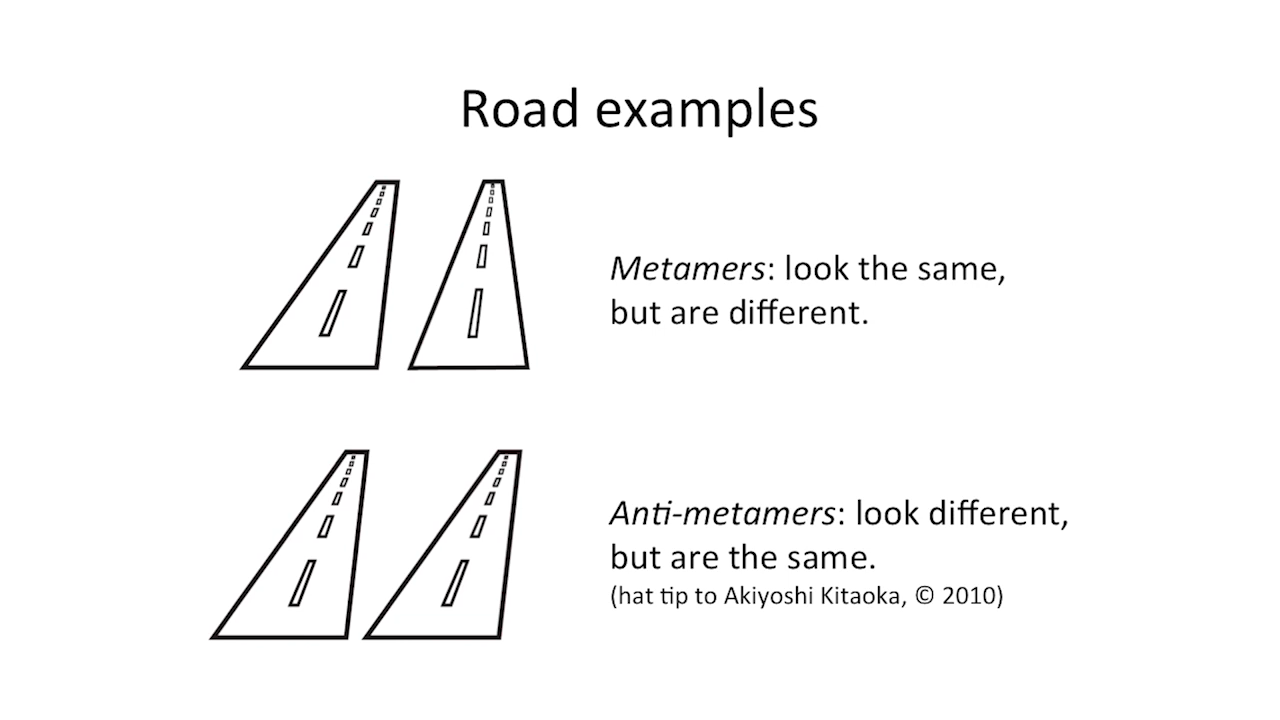 Road examples
Metamers: look the same,
but are different.
Anti-metamers: look different,
but are the same.
(hat tip to Akiyoshi Kitaoka, © 2010)